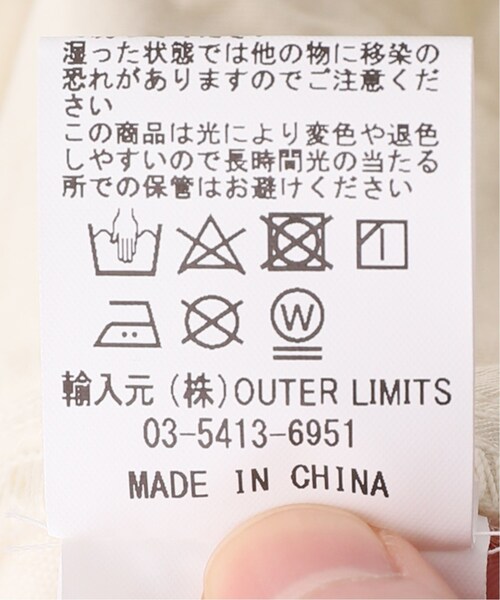 湿った状態では他の物に移染の
恐れがありますのでご注意くだ
さい
この商品は光により変色や退色
しやすいので長時間光の当たる
所での保管はお避けください
W
輸入元(株)OUTER LIMITS
03-5413-6951
MADE IN CHINA